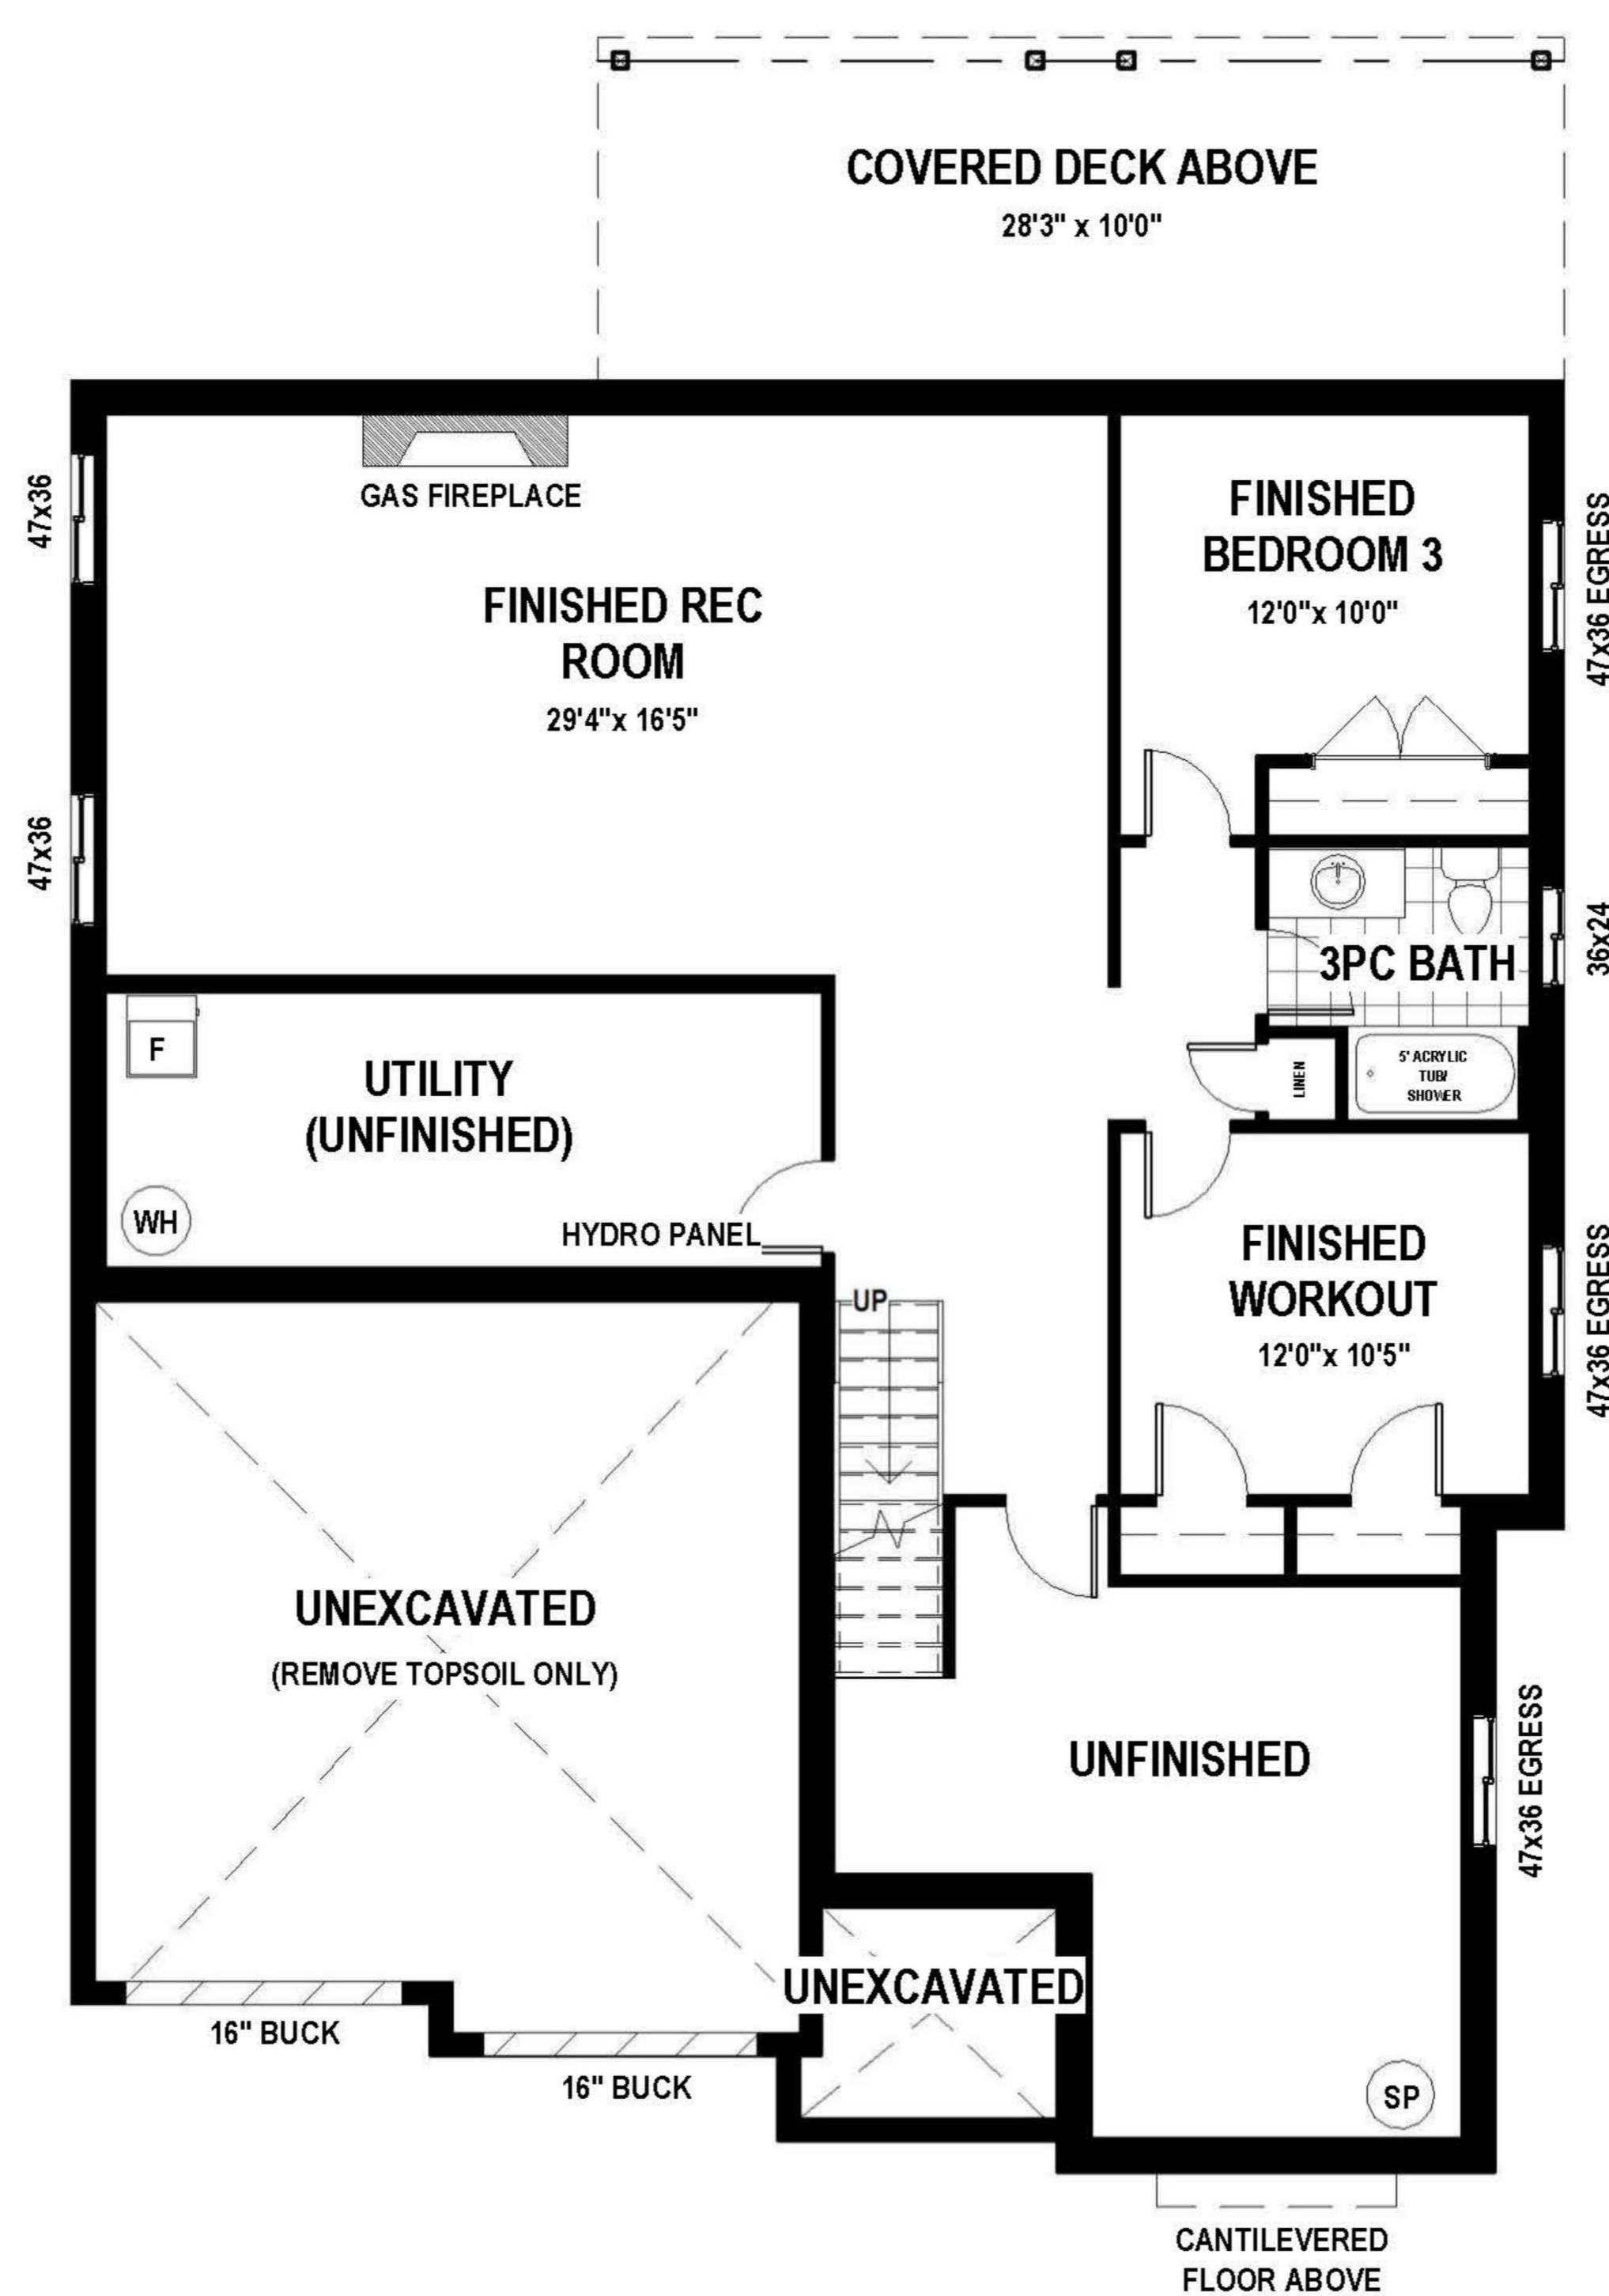 COVERED DECK ABOVE
28'3" x 10'0"
47x36
GAS FIREPLACE
FINISHED REC
ROOM
29'4"x 16'5"
FINISHED
BEDROOM 3
12'0"x 10'0"
47x36 EGRESS
47x36
3PC BATH
36x24
F
UTILITY
(UNFINISHED)
LINEN
5' ACRYLIC
TUB/
SHOWER
WH
HYDRO PANEL
FINISHED
WORKOUT
12'0"x 10'5"
47x36 EGRESS
UP
UNEXCAVATED
(REMOVE TOPSOIL ONLY)
UNFINISHED
47x36 EGRESS
UNEXCAVATED
16" BUCK
16" BUCK
SP
CANTILEVERED
FLOOR ABOVE